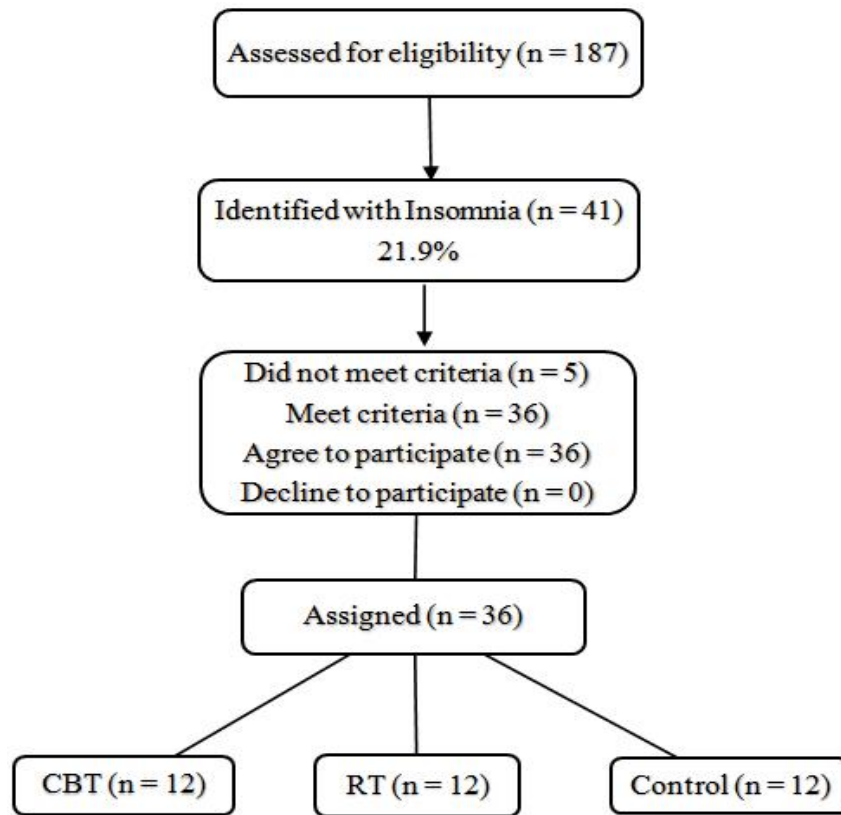 Assessed for eligibility (n = 187)
Identified with Insomnia (n = 41)
21.9%
Did not meet criteria (n = 5)
Meet criteria (n = 36)
Agree to participate (n = 36)
Decline to participate (n = 0)
Assigned (n = 36)
CBT (n = 12)
RT (n = 12)
Control (n = 12)